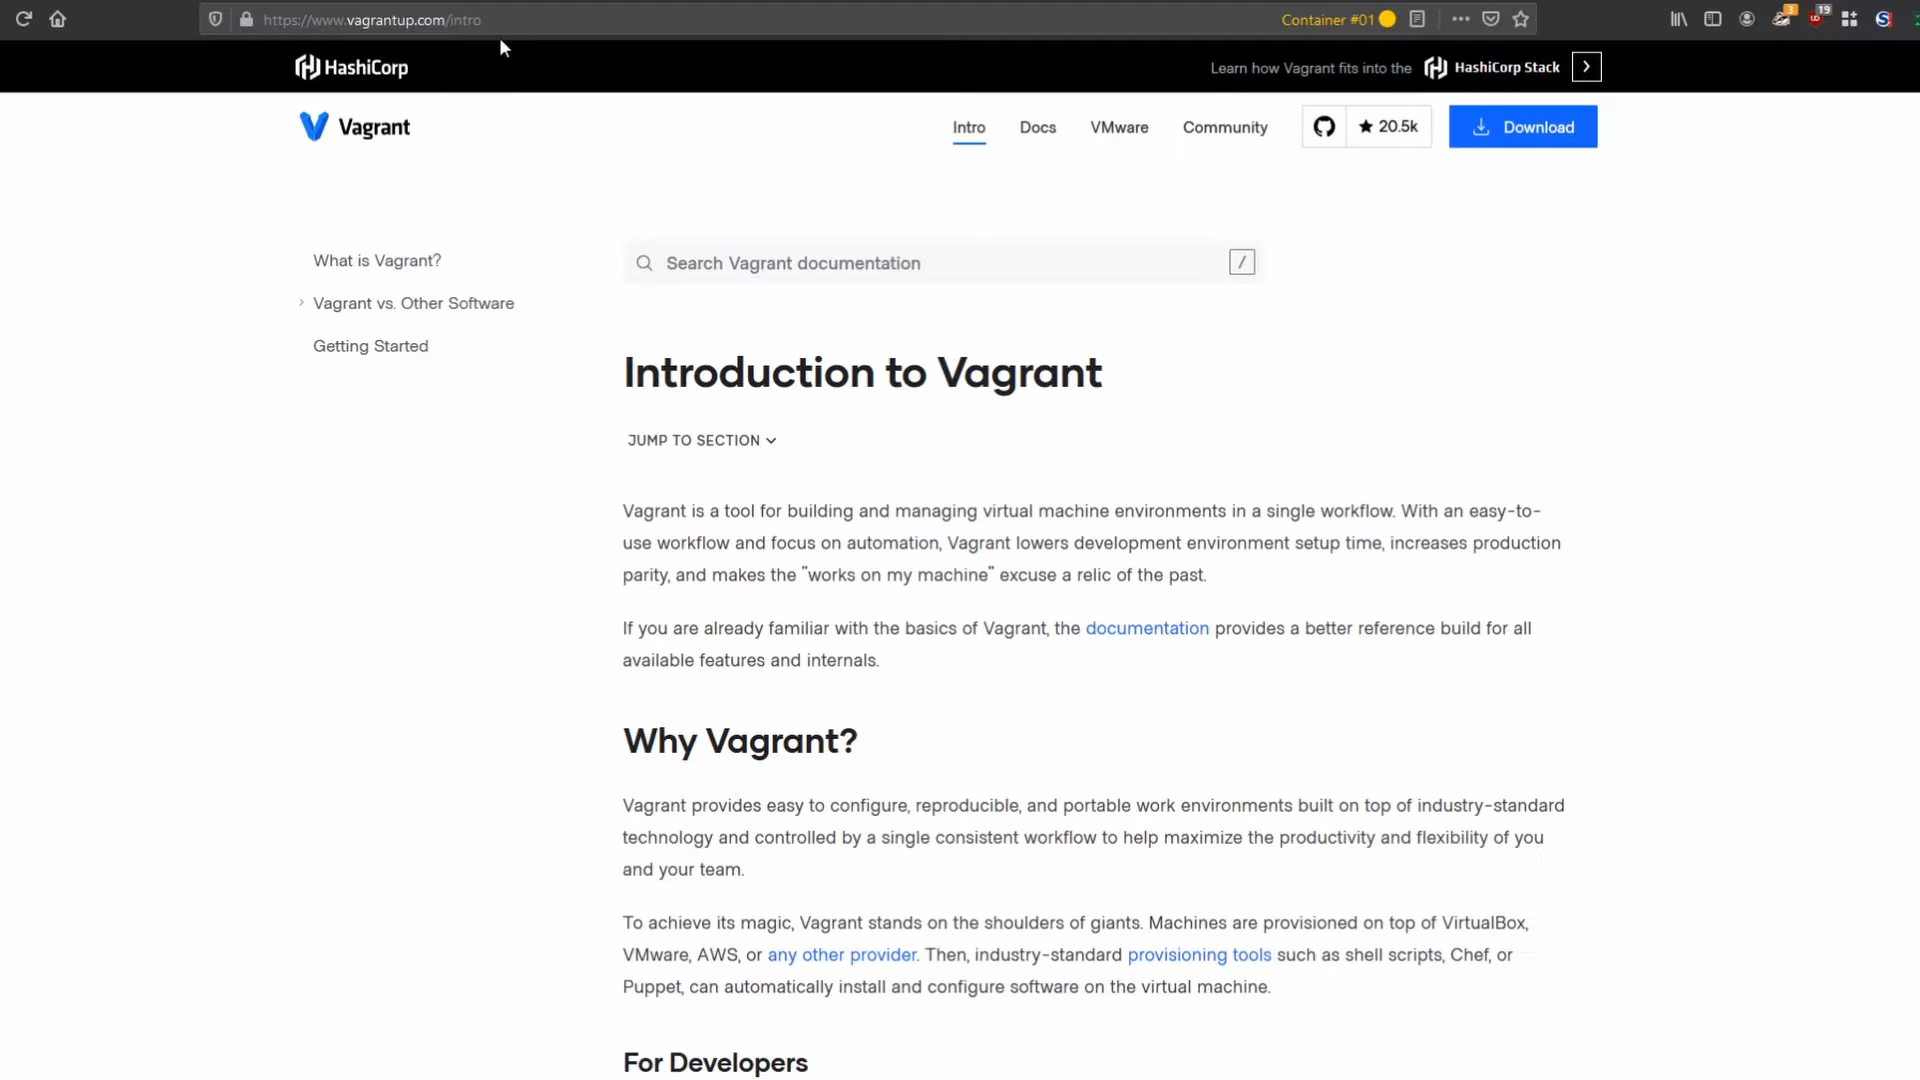 https://www.vagrantup.com/intro
Container #01
3
19
HashiCorp
Learn how Vagrant fits into the HashiCorp Stack
Vagrant
Intro
Docs
VMware
Community
★ 20.5k
Download
What is Vagrant?
Vagrant vs. Other Software
Getting Started
Search Vagrant documentation
/
Introduction to Vagrant
JUMP TO SECTION
Vagrant is a tool for building and managing virtual machine environments in a single workflow. With an easy-to-
use workflow and focus on automation, Vagrant lowers development environment setup time, increases production
parity, and makes the "works on my machine" excuse a relic of the past.
If you are already familiar with the basics of Vagrant, the documentation provides a better reference build for all
available features and internals.
Why Vagrant?
Vagrant provides easy to configure, reproducible, and portable work environments built on top of industry-standard
technology and controlled by a single consistent workflow to help maximize the productivity and flexibility of you
and your team.
To achieve its magic, Vagrant stands on the shoulders of giants. Machines are provisioned on top of VirtualBox,
VMware, AWS, or any other provider. Then, industry-standard provisioning tools such as shell scripts, Chef, or
Puppet, can automatically install and configure software on the virtual machine.
For Developers